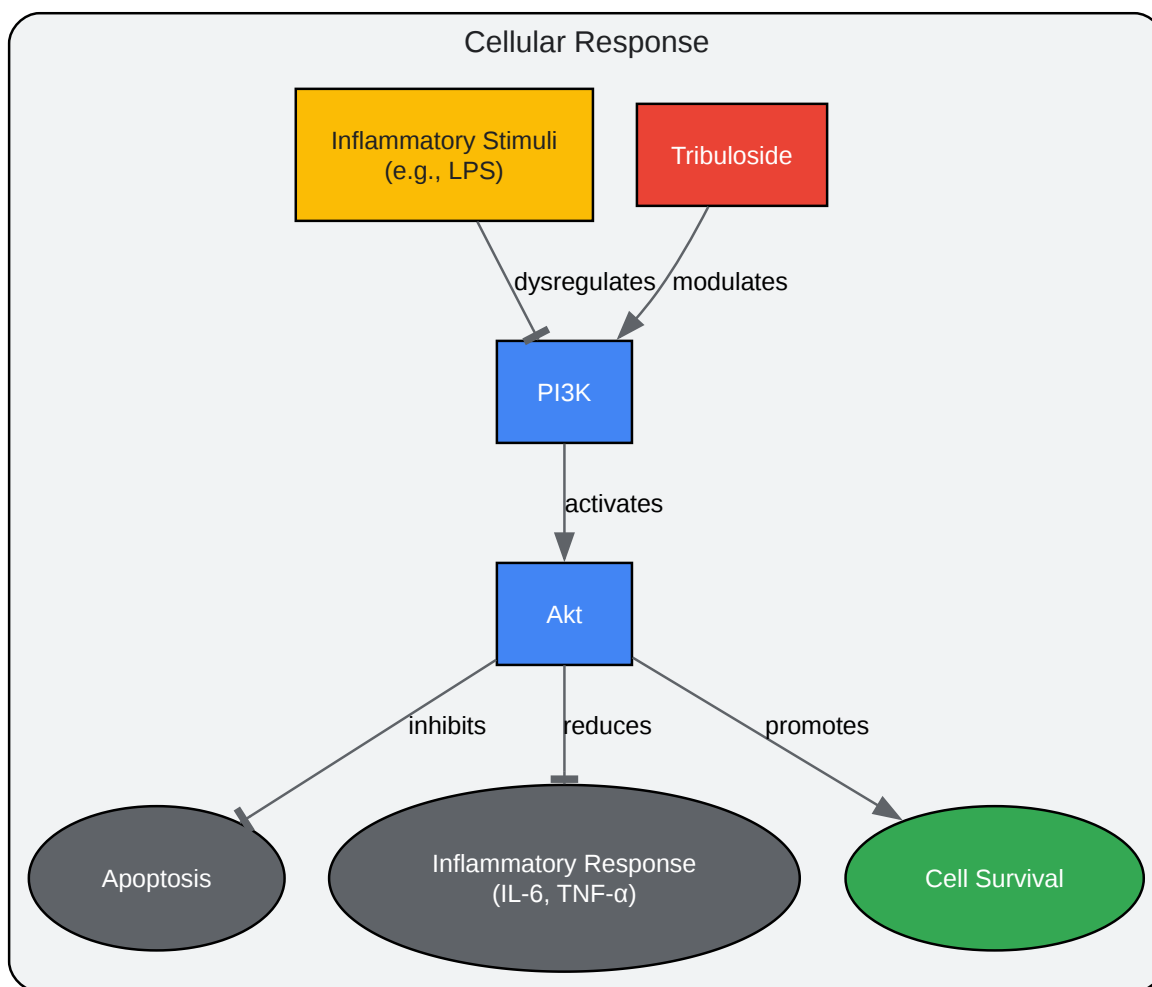 Cellular Response
Inflammatory Stimuli
(e.g., LPS)
Tribuloside
dysregulates
modulates
PI3K
activates
Akt
inhibits
reduces
promotes
Apoptosis
Inflammatory Response
(IL-6, TNF-α)
Cell Survival